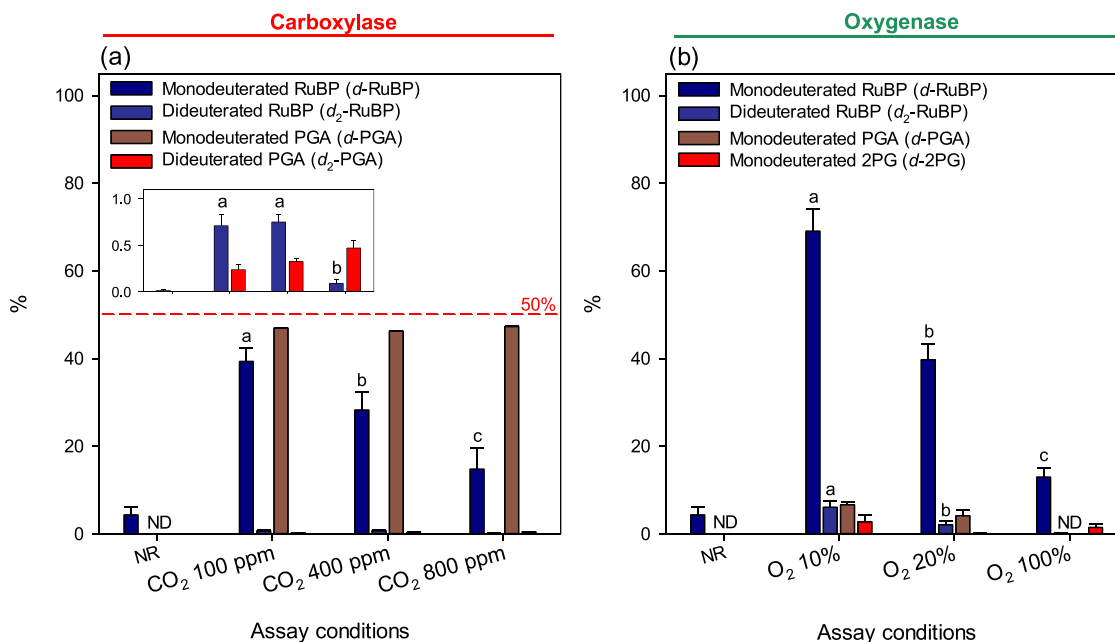 Carboxylase
(a)
Monodeuterated RuBP (d-RuBP)
Dideuterated RuBP (d₂-RuBP)
Monodeuterated PGA (d-PGA)
Dideuterated PGA (d₂-PGA)
100
80
60
40
20
0
%
1.0
0.5
0.0
a
a
b
50%
a
b
c
ND
NR
CO₂ 100 ppm
CO₂ 400 ppm
CO₂ 800 ppm
Assay conditions
Oxygenase
(b)
Monodeuterated RuBP (d-RuBP)
Dideuterated RuBP (d₂-RuBP)
Monodeuterated PGA (d-PGA)
Monodeuterated 2PG (d-2PG)
100
80
60
40
20
0
%
a
a
b
b
c
ND
ND
NR
O₂ 10%
O₂ 20%
O₂ 100%
Assay conditions